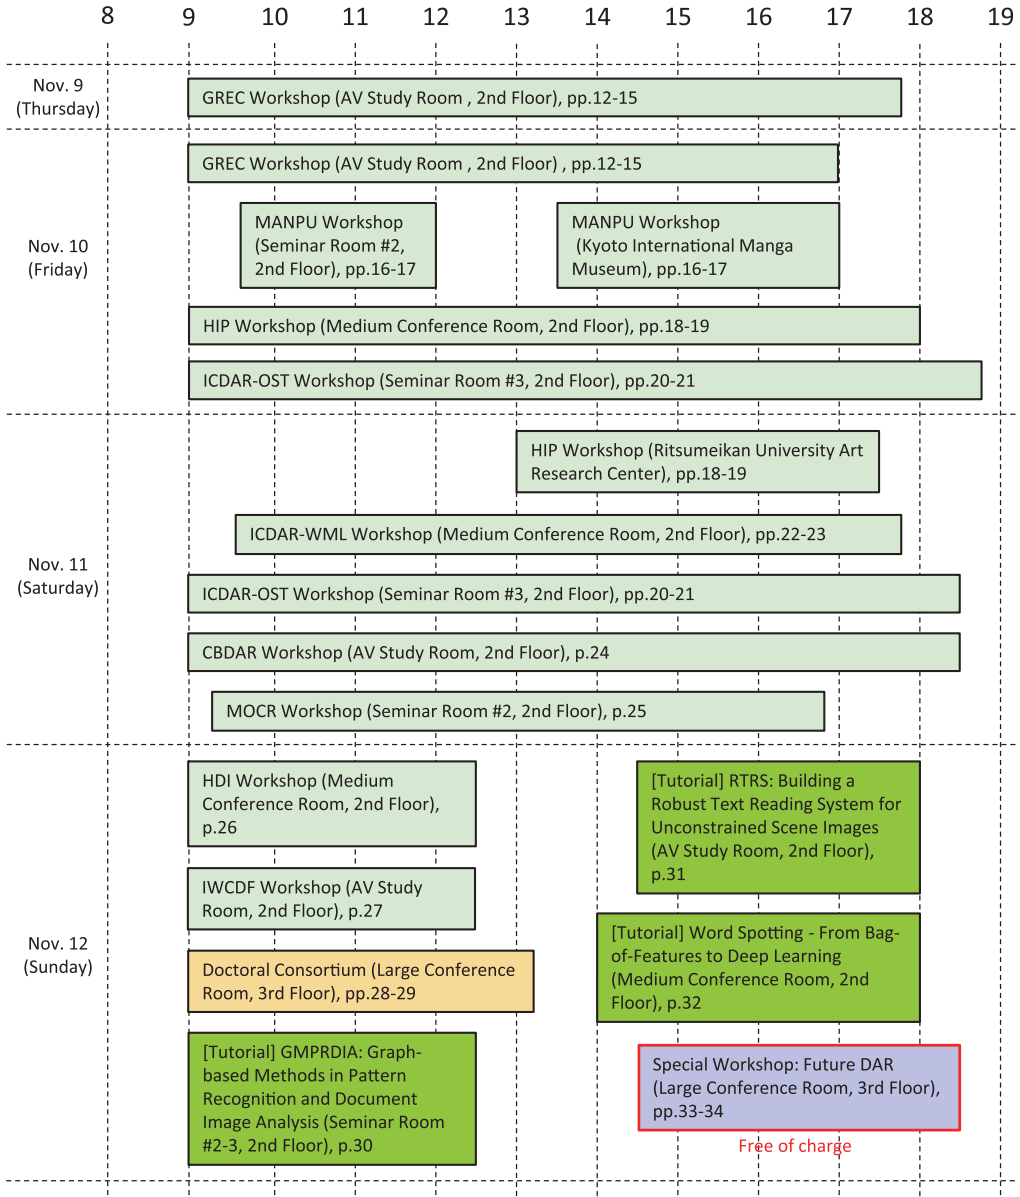 8 9 10 11 12 13 14 15 16 17 18 19
Nov. 9
(Thursday)
GREC Workshop (AV Study Room , 2nd Floor), pp.12-15
Nov. 10
(Friday)
GREC Workshop (AV Study Room , 2nd Floor) , pp.12-15
MANPU Workshop
(Seminar Room #2,
2nd Floor), pp.16-17
MANPU Workshop
(Kyoto International Manga
Museum), pp.16-17
HIP Workshop (Medium Conference Room, 2nd Floor), pp.18-19
ICDAR-OST Workshop (Seminar Room #3, 2nd Floor), pp.20-21
Nov. 11
(Saturday)
HIP Workshop (Ritsumeikan University Art
Research Center), pp.18-19
ICDAR-WML Workshop (Medium Conference Room, 2nd Floor), pp.22-23
ICDAR-OST Workshop (Seminar Room #3, 2nd Floor), pp.20-21
CBDAR Workshop (AV Study Room, 2nd Floor), p.24
MOCR Workshop (Seminar Room #2, 2nd Floor), p.25
Nov. 12
(Sunday)
HDI Workshop (Medium
Conference Room, 2nd Floor),
p.26
IWCDF Workshop (AV Study
Room, 2nd Floor), p.27
Doctoral Consortium (Large Conference
Room, 3rd Floor), pp.28-29
[Tutorial] GMPRDIA: Graph-
based Methods in Pattern
Recognition and Document
Image Analysis (Seminar Room
#2-3, 2nd Floor), p.30
[Tutorial] RTRS: Building a
Robust Text Reading System for
Unconstrained Scene Images
(AV Study Room, 2nd Floor),
p.31
[Tutorial] Word Spotting - From Bag-
of-Features to Deep Learning
(Medium Conference Room, 2nd
Floor), p.32
Special Workshop: Future DAR
(Large Conference Room, 3rd Floor),
pp.33-34
Free of charge